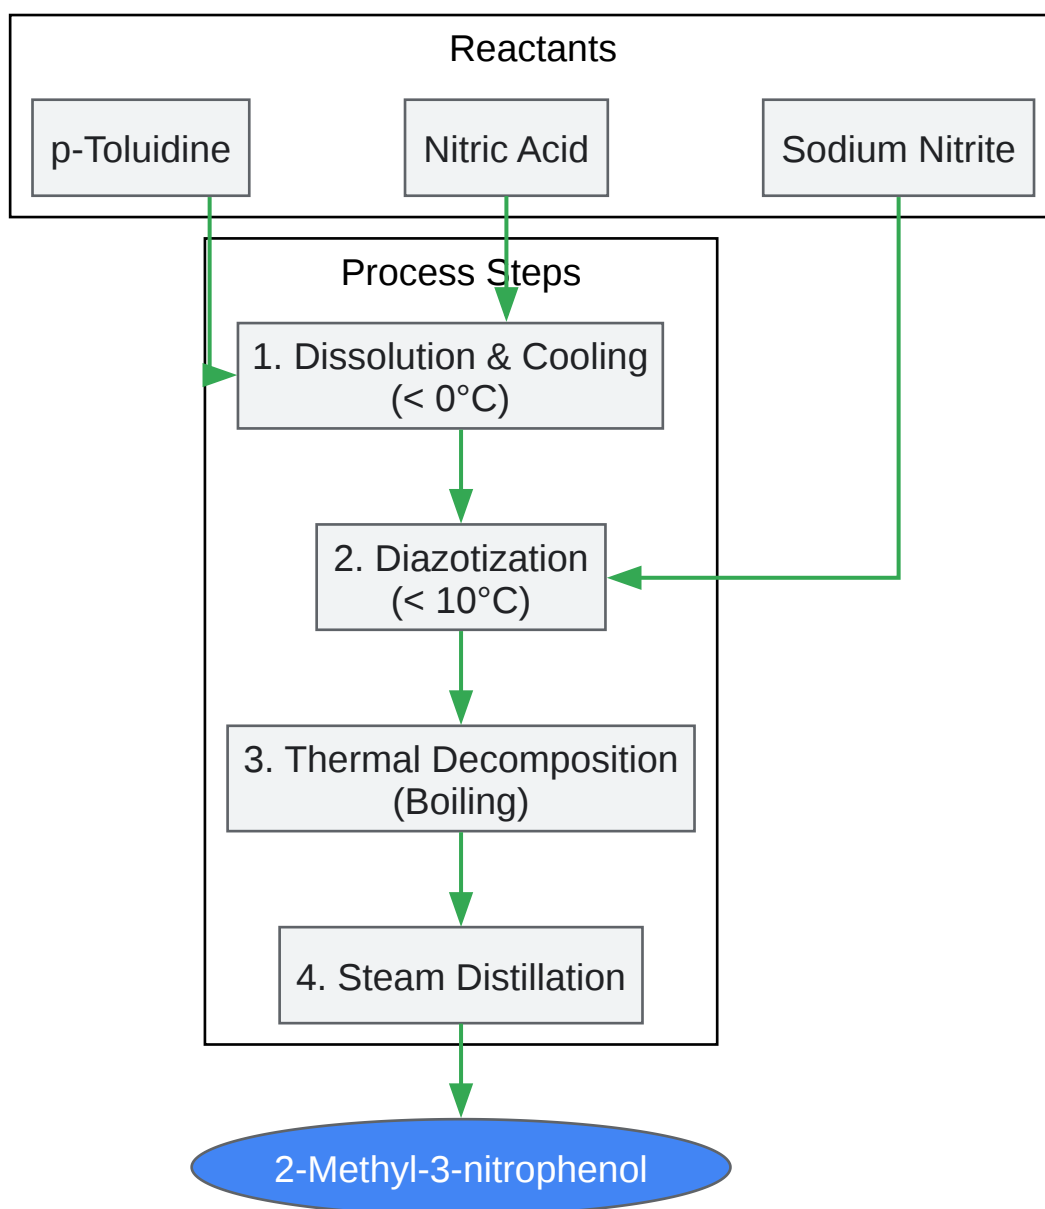 Reactants
p-Toluidine
Nitric Acid
Sodium Nitrite
Process Steps
1. Dissolution & Cooling
(< 0°C)
2. Diazotization
(< 10°C)
3. Thermal Decomposition
(Boiling)
4. Steam Distillation
2-Methyl-3-nitrophenol